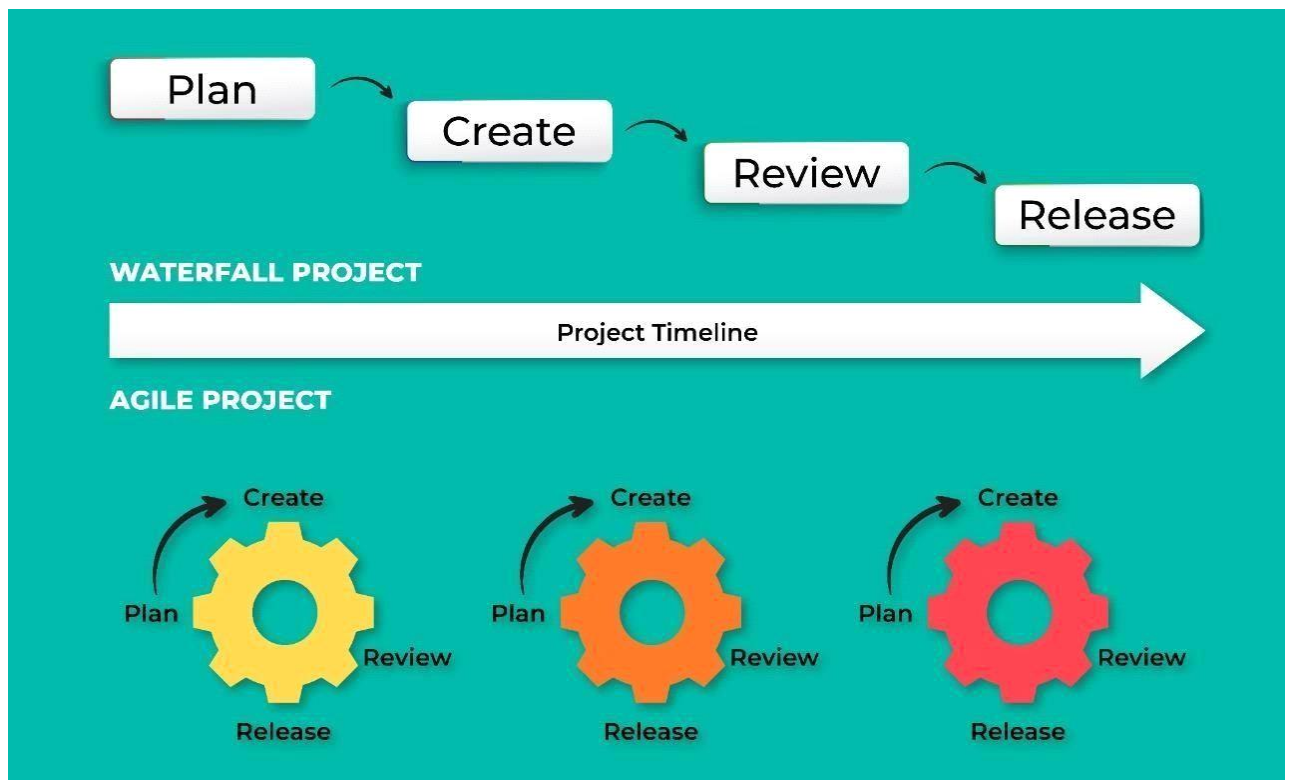 Plan
Create
Review
Release
WATERFALL PROJECT
Project Timeline
AGILE PROJECT
Create
Plan
Review
Release
Create
Plan
Review
Release
Create
Plan
Review
Release